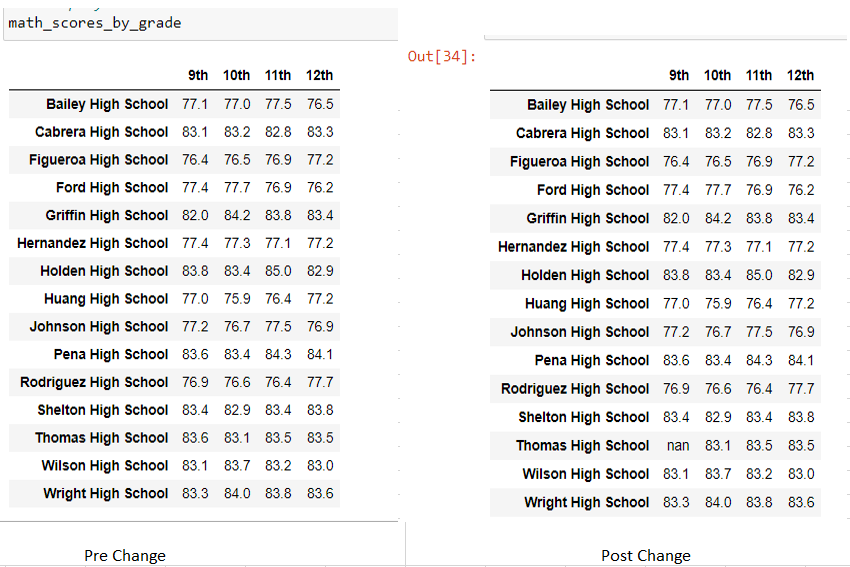 math_scores_by_grade
9th 10th 11th 12th
Bailey High School 77.1 77.0 77.5 76.5
Cabrera High School 83.1 83.2 82.8 83.3
Figueroa High School 76.4 76.5 76.9 77.2
Ford High School 77.4 77.7 76.9 76.2
Griffin High School 82.0 84.2 83.8 83.4
Hernandez High School 77.4 77.3 77.1 77.2
Holden High School 83.8 83.4 85.0 82.9
Huang High School 77.0 75.9 76.4 77.2
Johnson High School 77.2 76.7 77.5 76.9
Pena High School 83.6 83.4 84.3 84.1
Rodriguez High School 76.9 76.6 76.4 77.7
Shelton High School 83.4 82.9 83.4 83.8
Thomas High School 83.6 83.1 83.5 83.5
Wilson High School 83.1 83.7 83.2 83.0
Wright High School 83.3 84.0 83.8 83.6
Pre Change
Out[34]:
9th 10th 11th 12th
Bailey High School 77.1 77.0 77.5 76.5
Cabrera High School 83.1 83.2 82.8 83.3
Figueroa High School 76.4 76.5 76.9 77.2
Ford High School 77.4 77.7 76.9 76.2
Griffin High School 82.0 84.2 83.8 83.4
Hernandez High School 77.4 77.3 77.1 77.2
Holden High School 83.8 83.4 85.0 82.9
Huang High School 77.0 75.9 76.4 77.2
Johnson High School 77.2 76.7 77.5 76.9
Pena High School 83.6 83.4 84.3 84.1
Rodriguez High School 76.9 76.6 76.4 77.7
Shelton High School 83.4 82.9 83.4 83.8
Thomas High School nan 83.1 83.5 83.5
Wilson High School 83.1 83.7 83.2 83.0
Wright High School 83.3 84.0 83.8 83.6
Post Change